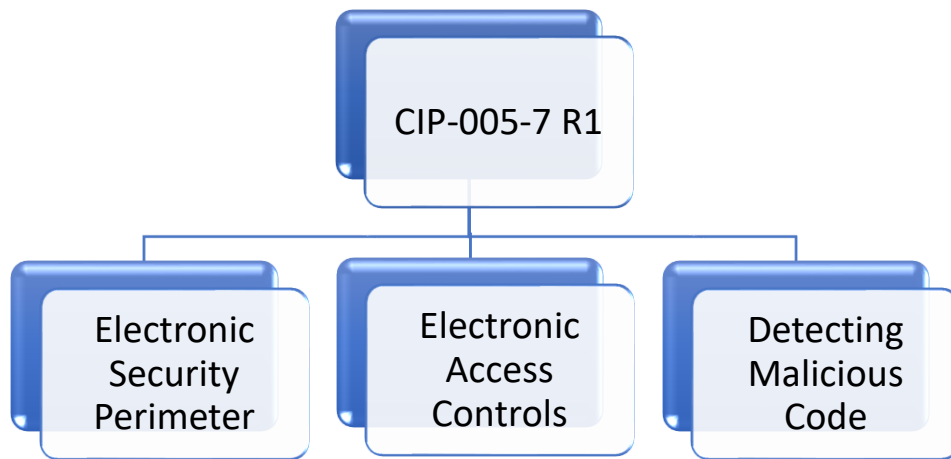 CIP-005-7 R1
Electronic
Security
Perimeter
Electronic
Access
Controls
Detecting
Malicious
Code